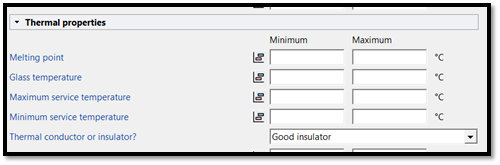 Thermal properties
Minimum Maximum
Melting point °C
Glass temperature °C
Maximum service temperature °C
Minimum service temperature °C
Thermal conductor or insulator? Good insulator